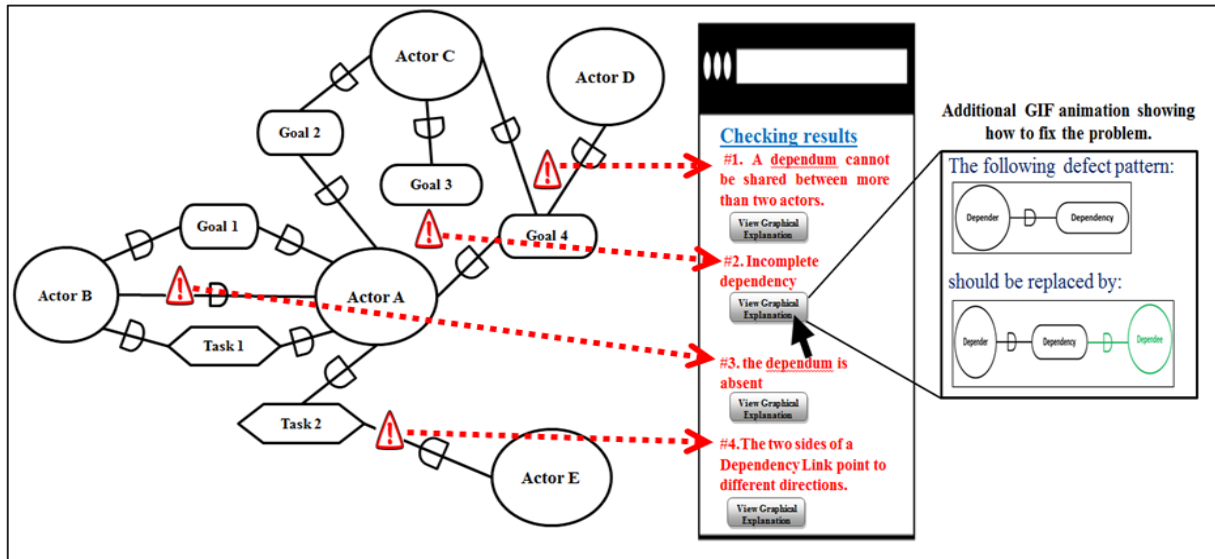 Actor C
Actor D
Goal 2
Goal 3
Goal 1
Goal 4
Actor B
Actor A
Task 1
Task 2
Actor E
Checking results
#1. A dependum cannot
be shared between more
than two actors.
View Graphical
Explanation
#2. Incomplete
dependency
View Graphical
Explanation
#3. the dependum is
absent
View Graphical
Explanation
#4.The two sides of a
Dependency Link point to
different directions.
View Graphical
Explanation
Additional GIF animation showing
how to fix the problem.
The following defect pattern:
Depender
D
Dependency
should be replaced by:
Depender
D
Dependency
D
Dependee